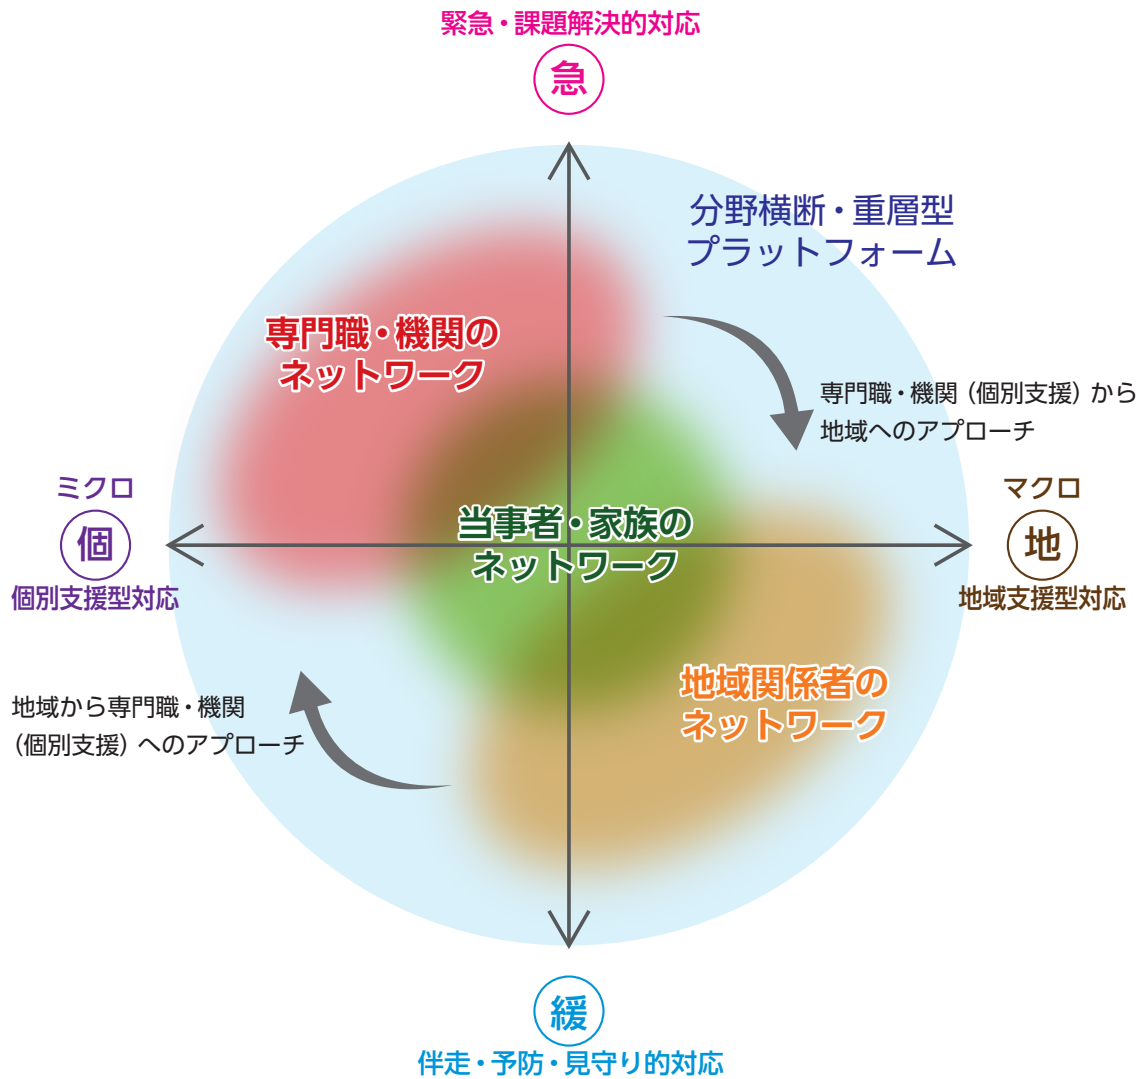 緊急・課題解決的対応
急
分野横断・重層型
プラットフォーム
専門職・機関の
ネットワーク
専門職・機関（個別支援）から
地域へのアプローチ
ミクロ
個
個別支援型対応
当事者・家族の
ネットワーク
マクロ
地
地域支援型対応
地域関係者の
ネットワーク
地域から専門職・機関
（個別支援）へのアプローチ
緩
伴走・予防・見守り的対応